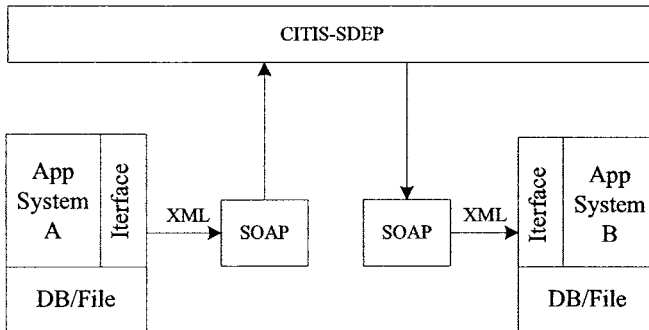 CITIS-SDEP
App
System
A
Iterface
XML
SOAP
SOAP
XML
Iterface
App
System
B
DB/File
DB/File